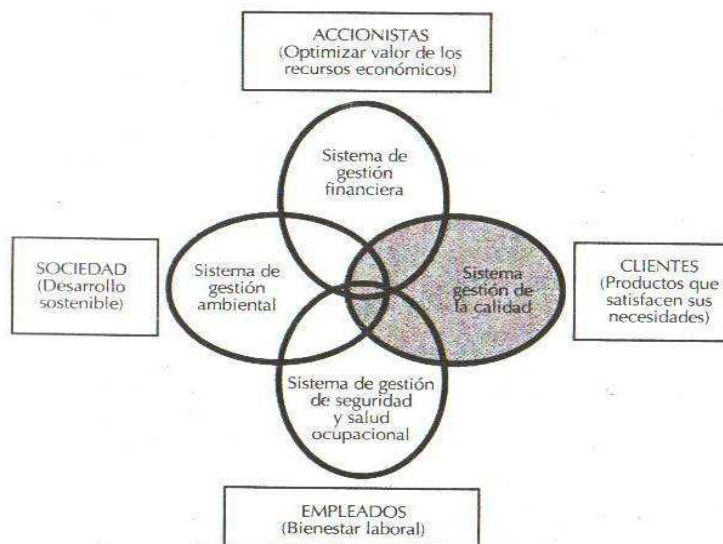 ACCIONISTAS
(Optimizar valor de los
recursos económicos)
Sistema de
gestión
financiera
SOCIEDAD
(Desarrollo
sostenible)
Sistema de
gestión
ambiental
Sistema
gestión de
la calidad
CLIENTES
(Productos que
satisfacen sus
necesidades)
Sistema de gestión
de seguridad
y salud
ocupacional
EMPLEADOS
(Bienestar laboral)